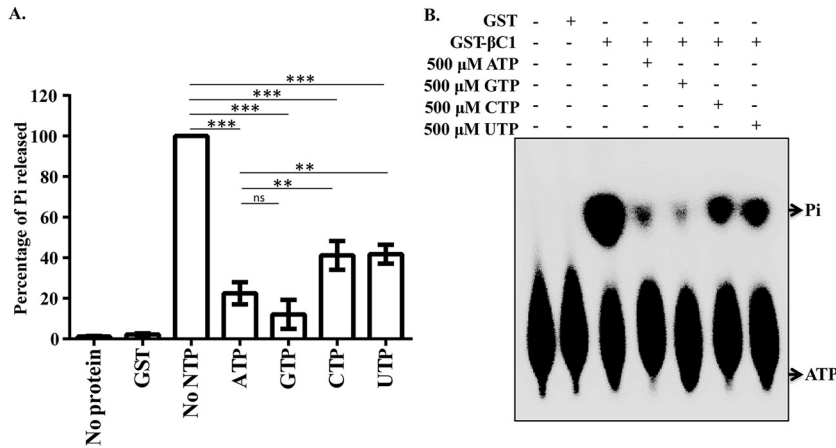 A.
Percentage of Pi released
120
100
80
60
40
20
0
***
***
***
***
**
**
ns
No protein
GST
No NTP
ATP
GTP
CTP
UTP
B.
GST - + - - - - -
GST-βC1 - - + + + + +
500 µM ATP - - - + - - -
500 µM GTP - - - - + - -
500 µM CTP - - - - - + -
500 µM UTP - - - - - - +
Pi
ATP